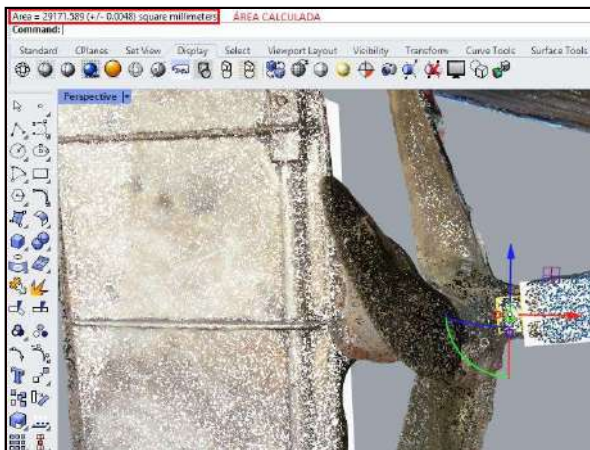 Area = 29171.589 (+/- 0.0048) square millimeters
ÁREA CALCULADA
Command:
Standard CPlanes Set View Display Select Viewport Layout Visibility Transform Curve Tools Surface Tools
Perspective